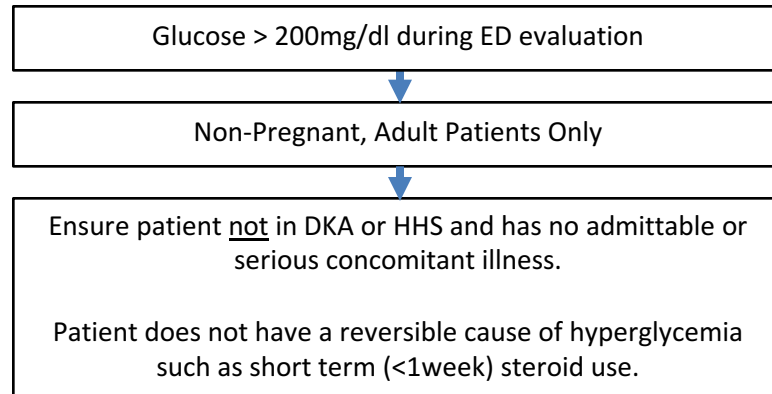 Glucose > 200mg/dl during ED evaluation
Non-Pregnant, Adult Patients Only
Ensure patient not in DKA or HHS and has no admittable or
serious concomitant illness.
Patient does not have a reversible cause of hyperglycemia
such as short term (<1week) steroid use.